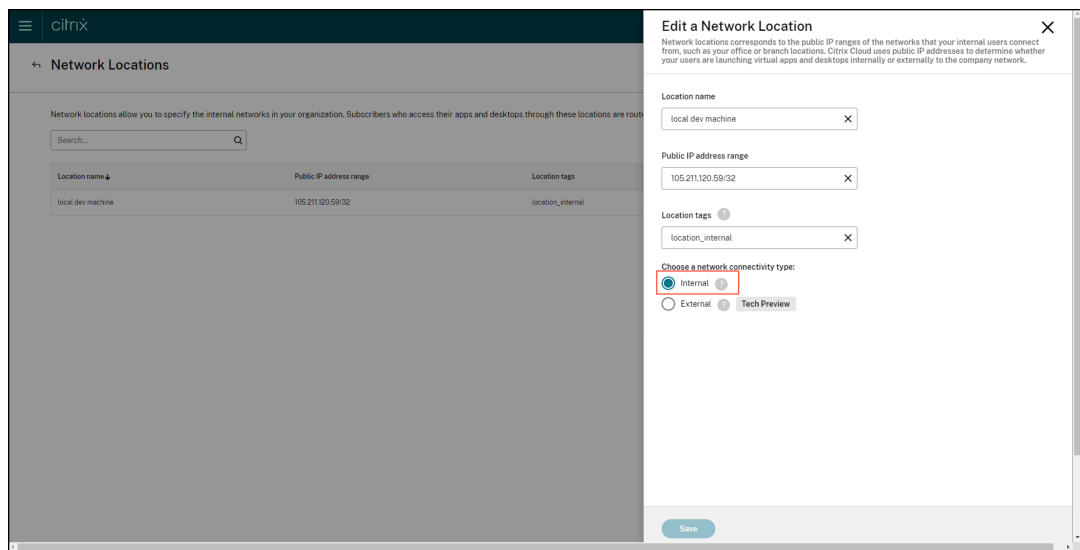 citrix
Network Locations
Network locations allow you to specify the internal networks in your organization. Subscribers who access their apps and desktops through these locations are route
Search...
Location name Public IP address range Location tags
local dev machine 105.211.120.59/32 location_internal
Edit a Network Location
Network locations corresponds to the public IP ranges of the networks that your internal users connect
from, such as your office or branch locations. Citrix Cloud uses public IP addresses to determine whether
your users are launching virtual apps and desktops internally or externally to the company network.
Location name
local dev machine
Public IP address range
105.211.120.59/32
Location tags ?
location_internal
Choose a network connectivity type:
Internal ?
External ? Tech Preview
Save